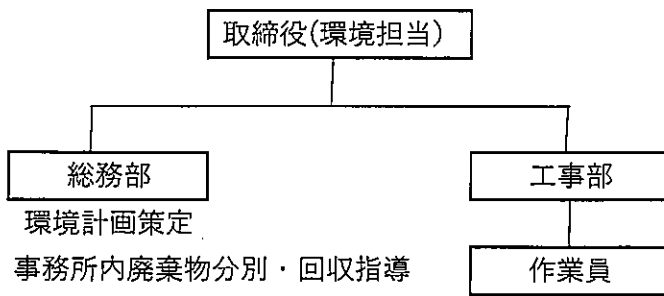 取締役(環境担当)
総務部
工事部
環境計画策定
事務所内廃棄物分別・回収指導
作業員